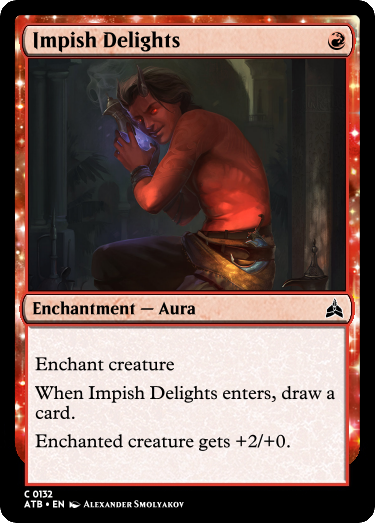 Impish Delights
Enchantment — Aura
Enchant creature
When Impish Delights enters, draw a
card.
Enchanted creature gets +2/+0.
C 0132
ATB • EN Alexander Smolyakov